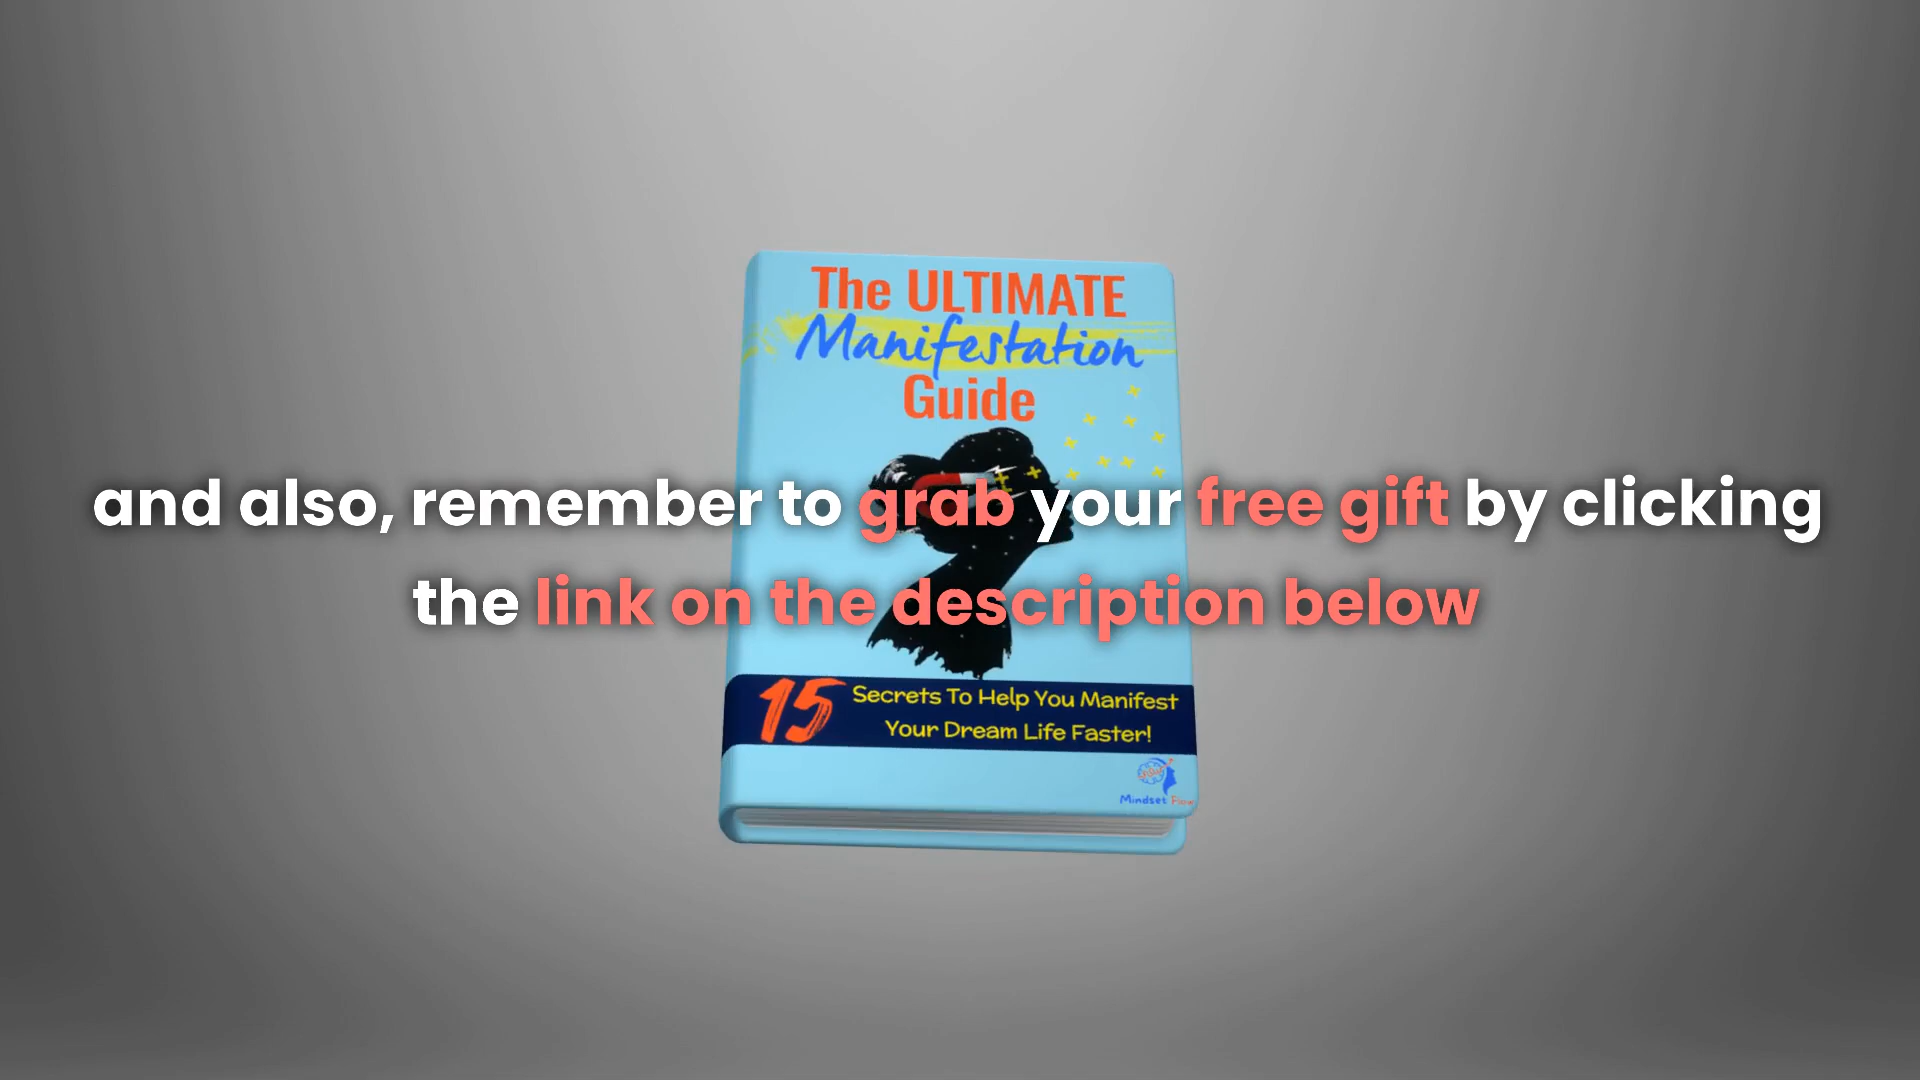 The ULTIMATE
Manifestation
Guide
and also, remember to grab your free gift by clicking
the link on the description below
15 Secrets To Help You Manifest
Your Dream Life Faster!
Mindset Flow